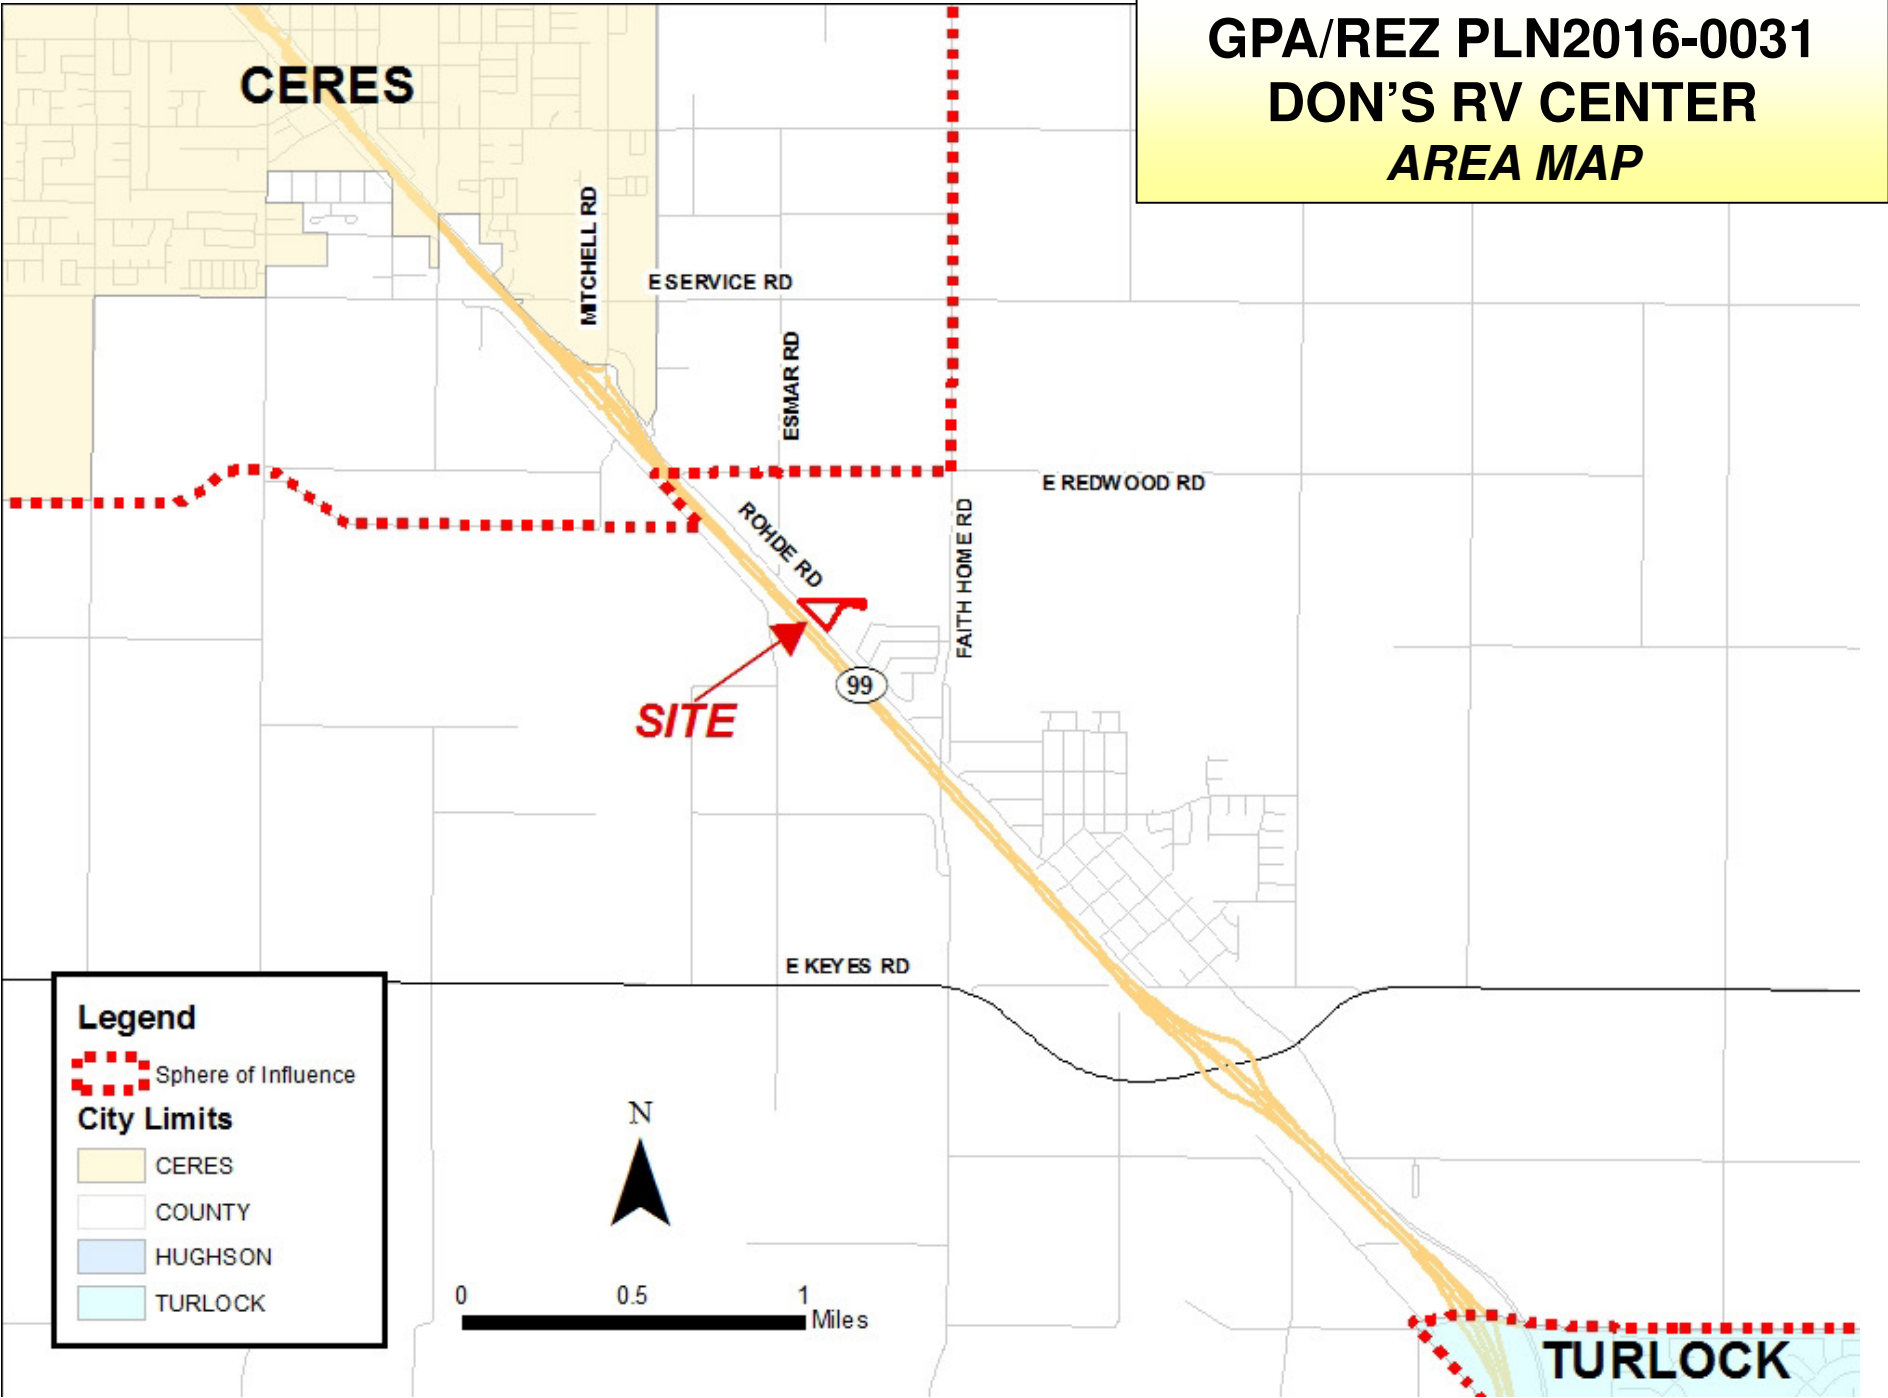 GPA/REZ PLN2016-0031
DON'S RV CENTER
AREA MAP
CERES
MITCHELL RD
E SERVICE RD
ESMAR RD
E REDWOOD RD
ROHDE RD
FAITH HOME RD
99
SITE
E KEYES RD
Legend
Sphere of Influence
City Limits
CERES
COUNTY
HUGHSON
TURLOCK
N
0 0.5 1
Miles
TURLOCK